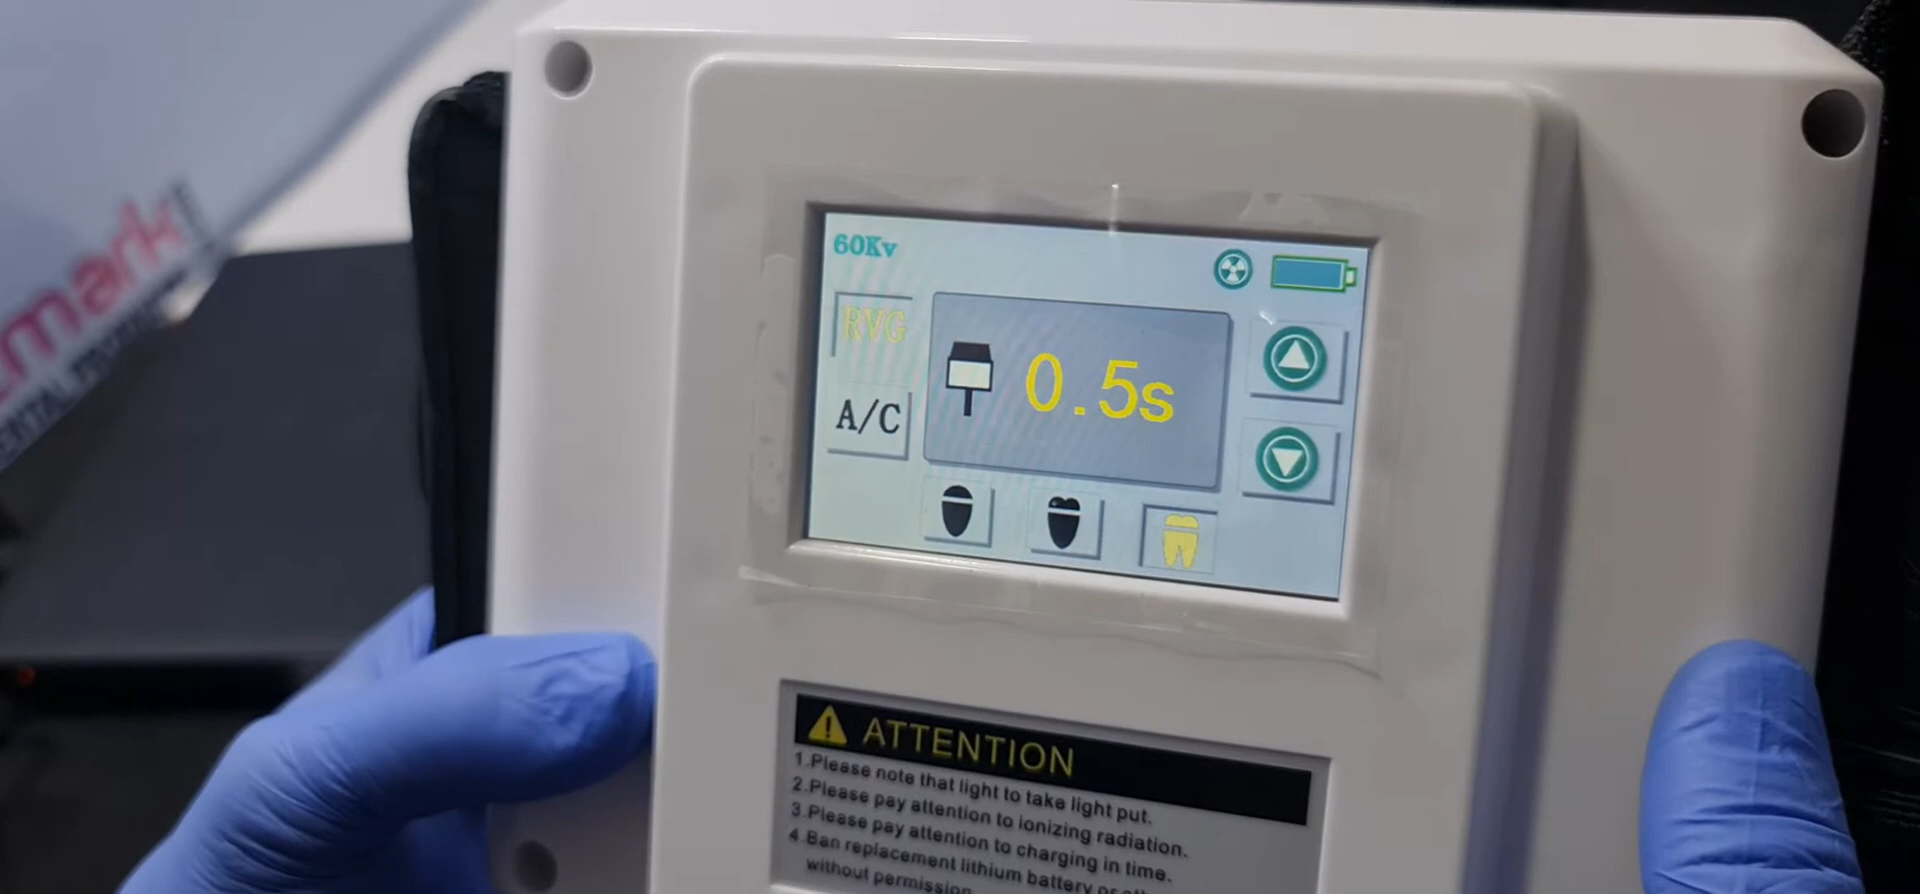 mark
60Kv
RVG
A/C
0.5s
ATTENTION
1.Please note that light to take light put.
2.Please pay attention to ionizing radiation.
3.Please pay attention to charging in time.
4.Ban replacement lithium battery or
without permission.